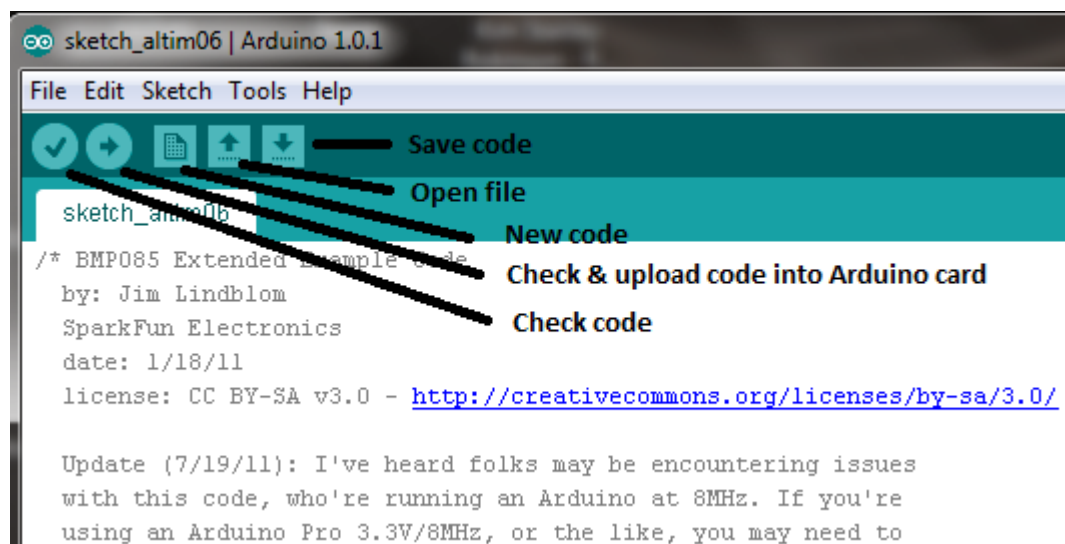 sketch_altim06 | Arduino 1.0.1
File Edit Sketch Tools Help
Save code
Open file
sketch_altim06
New code
/* BMP085 Extended Example Code
Check & upload code into Arduino card
by: Jim Lindblom
Check code
SparkFun Electronics
date: 1/18/11
license: CC BY-SA v3.0 - http://creativecommons.org/licenses/by-sa/3.0/
Update (7/19/11): I've heard folks may be encountering issues
with this code, who're running an Arduino at 8MHz. If you're
using an Arduino Pro 3.3V/8MHz, or the like, you may need to